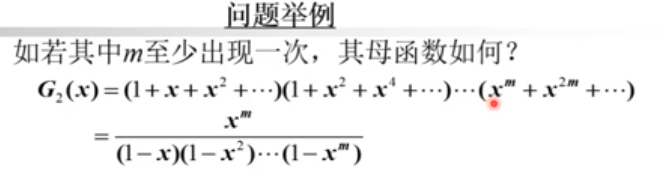 问题举例
如若其中m至少出现一次，其母函数如何？
G₂(x) = (1+x+x²+⋯)(1+x²+x⁴+⋯)⋯(xᵐ+x²ᵐ+⋯)
= xᵐ / ((1−x)(1−x²)⋯(1−xᵐ))